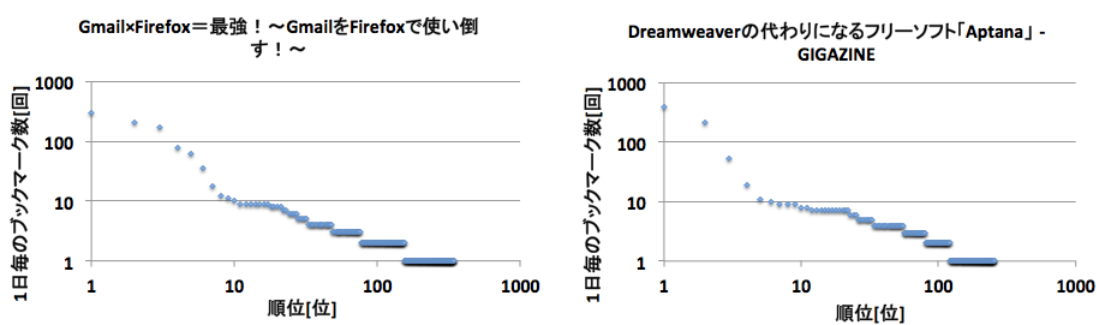 Gmail×Firefox＝最強！～GmailをFirefoxで使い倒
す！～
1日毎のブックマーク数[回]
1000
100
10
1
1
10
100
1000
順位[位]
Dreamweaverの代わりになるフリーソフト「Aptana」 -
GIGAZINE
1日毎のブックマーク数[回]
1000
100
10
1
1
10
100
1000
順位[位]